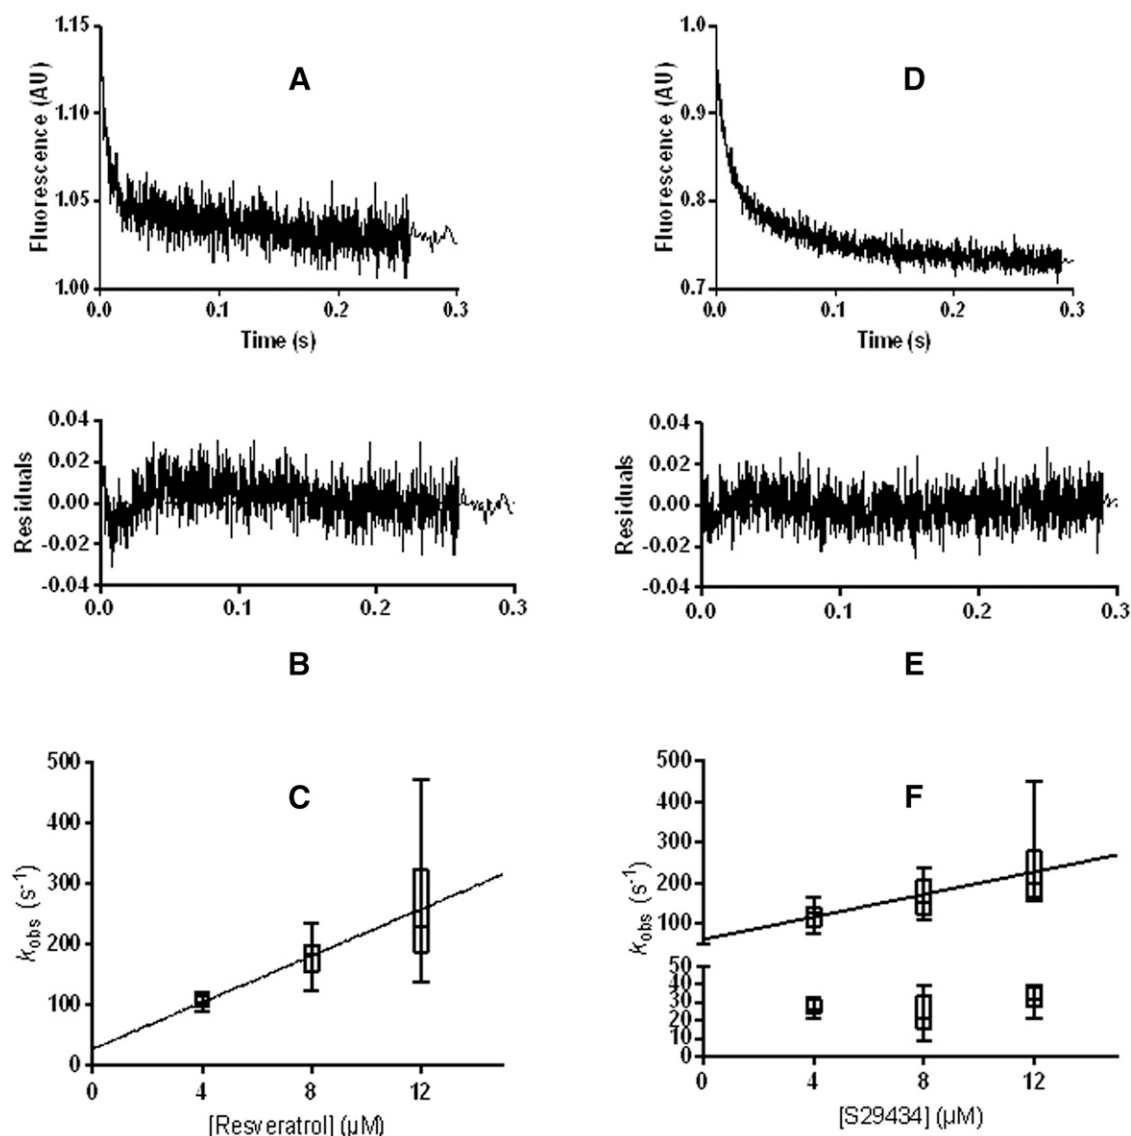 A
Fluorescence (AU)
1.15
1.10
1.05
1.00
0.0 0.1 0.2 0.3
Time (s)
D
Fluorescence (AU)
1.0
0.9
0.8
0.7
0.0 0.1 0.2 0.3
Time (s)
Residuals
0.04
0.02
0.00
-0.02
-0.04
0.0 0.1 0.2 0.3
B
Residuals
0.04
0.02
0.00
-0.02
-0.04
0.0 0.1 0.2 0.3
E
C
kobs (s-1)
500
400
300
200
100
0
0 4 8 12
[Resveratrol] (µM)
F
kobs (s-1)
500
400
300
200
100
50
40
30
20
10
0
0 4 8 12
[S29434] (µM)